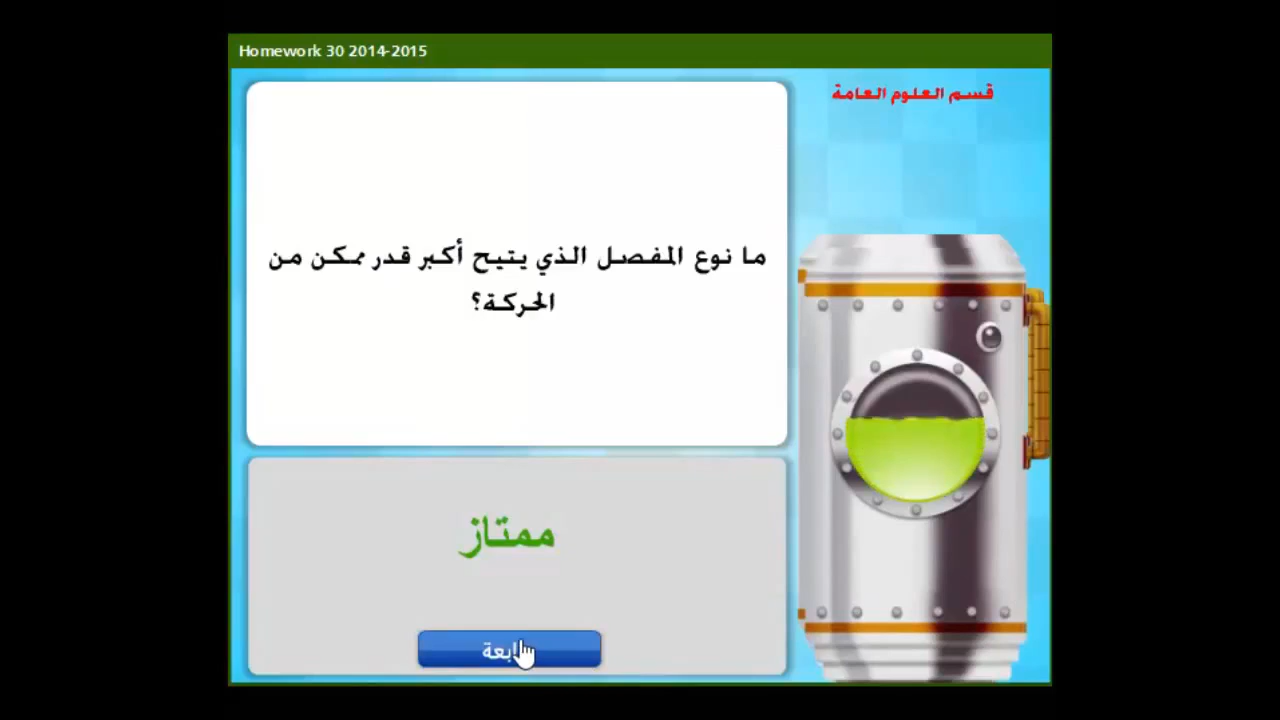 Homework 30 2014-2015
قسم العلوم العامة
ما نوع المفصل الذي يتيح أكبر قدر ممكن من
الحركة؟
ممتاز